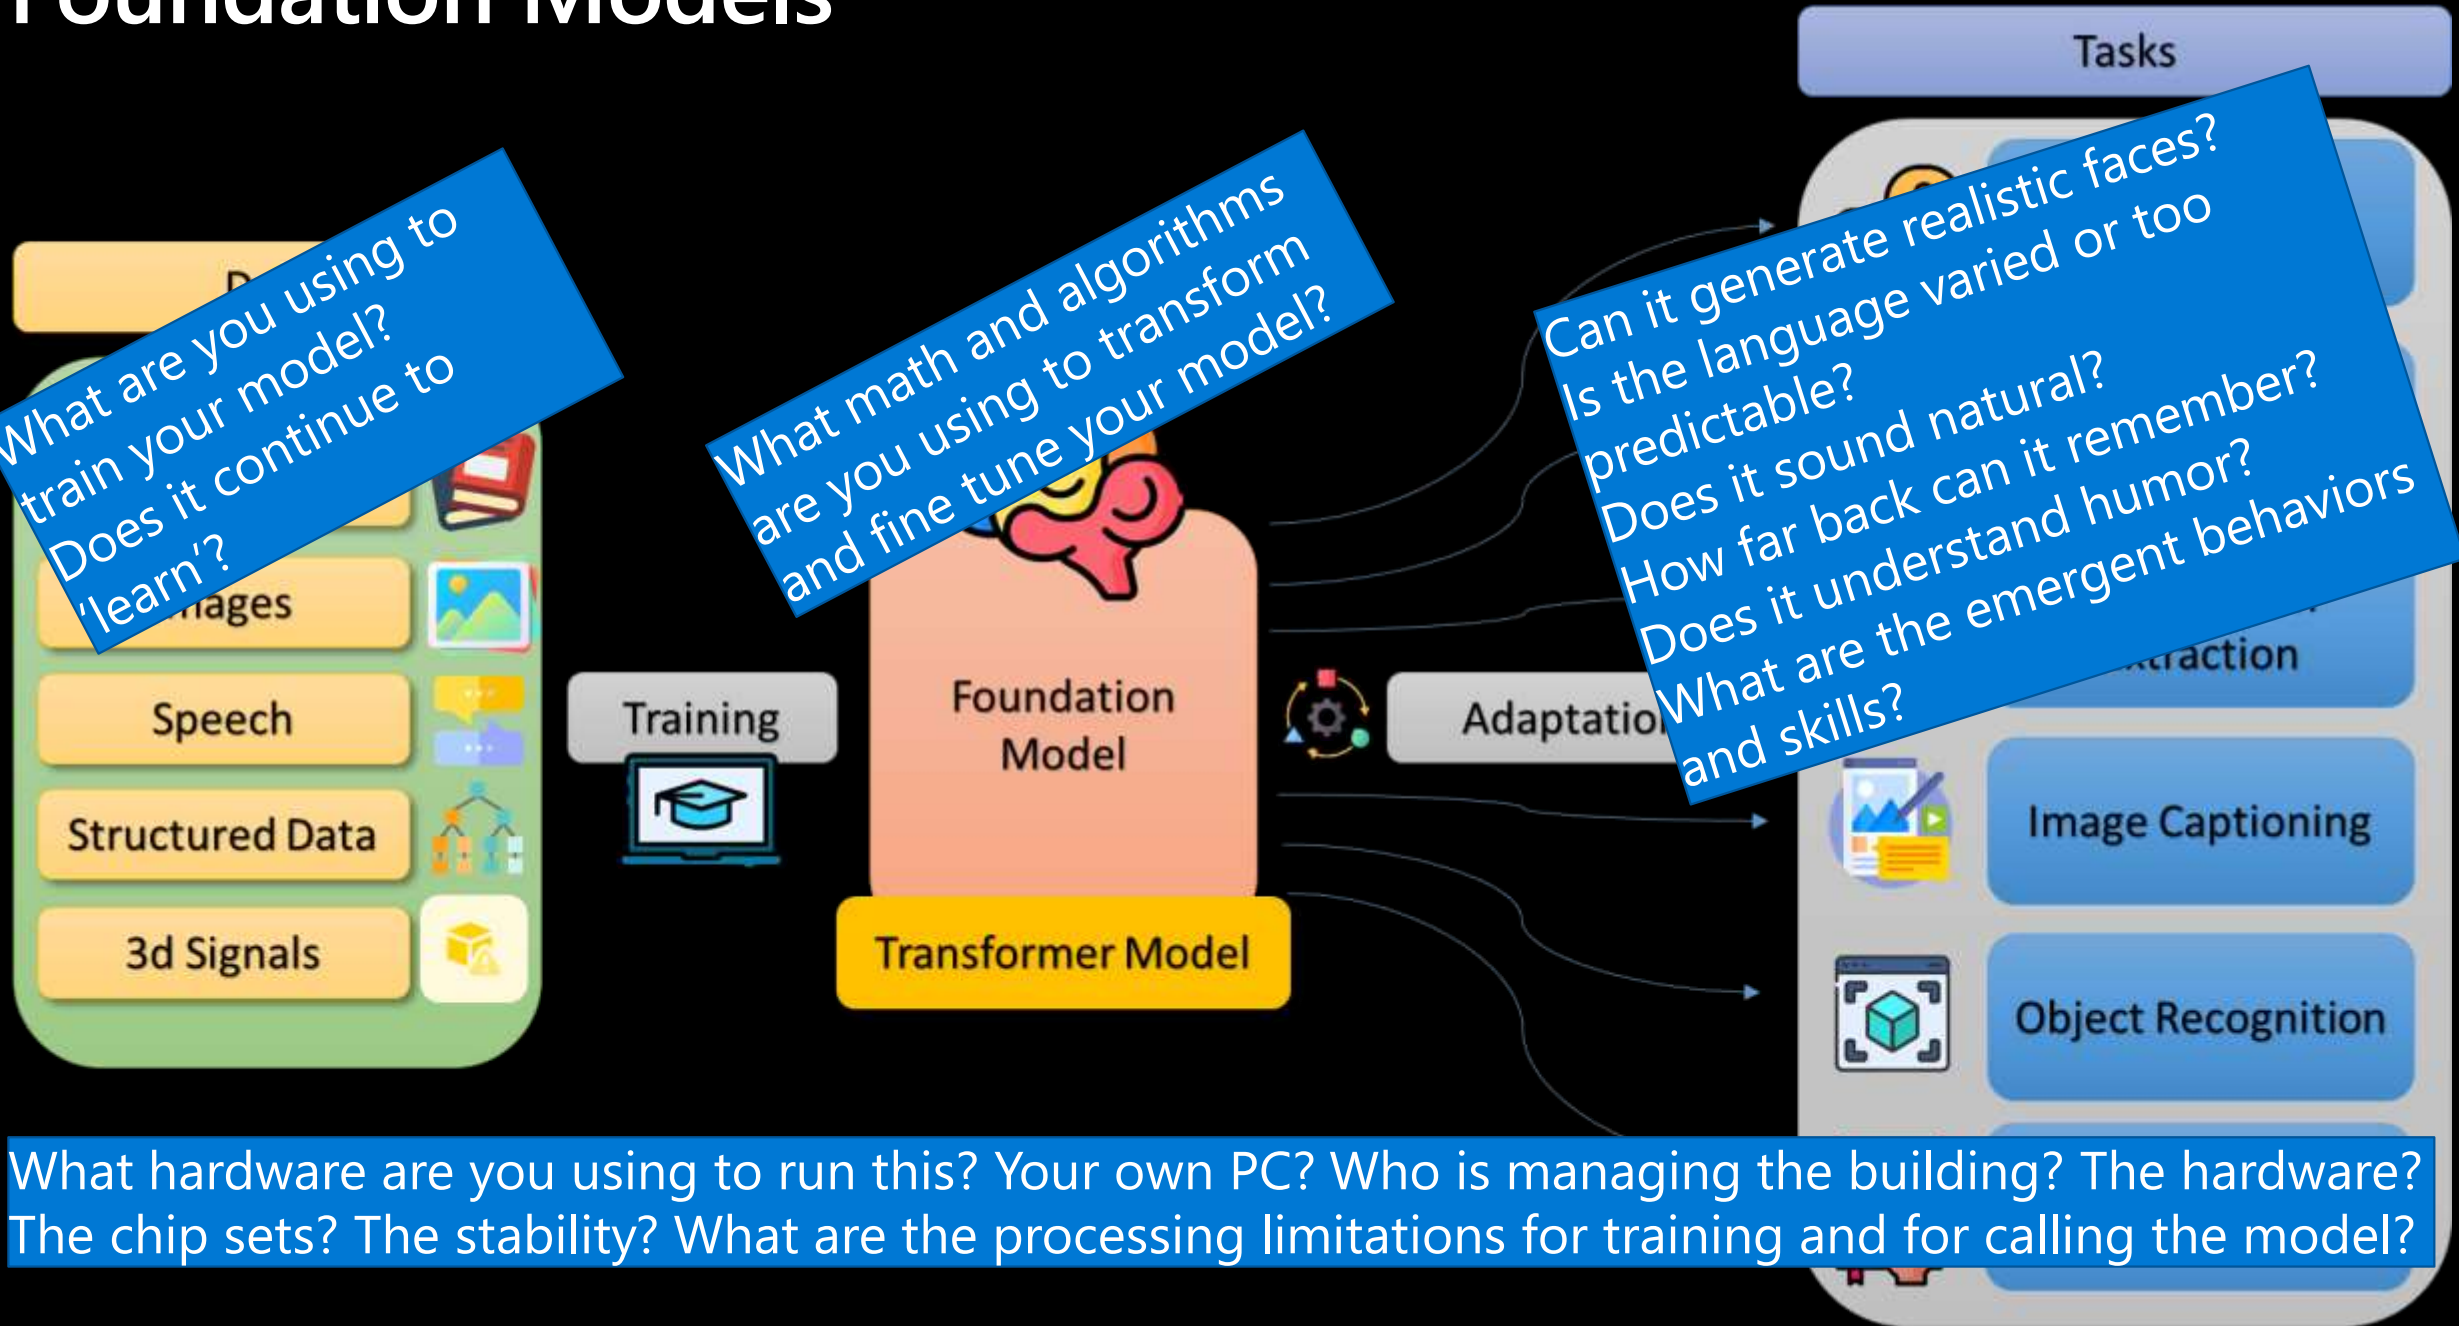 Foundation Models
Tasks
What are you using to
train your model?
Does it continue to
'learn'?
Speech
Structured Data
3d Signals
Training
What math and algorithms
are you using to transform
and fine tune your model?
Foundation
Model
Transformer Model
Can it generate realistic faces?
Is the language varied or too
predictable?
Does it sound natural?
How far back can it remember?
Does it understand humor?
What are the emergent behaviors
and skills?
Image Captioning
Object Recognition
What hardware are you using to run this? Your own PC? Who is managing the building? The hardware?
The chip sets? The stability? What are the processing limitations for training and for calling the model?